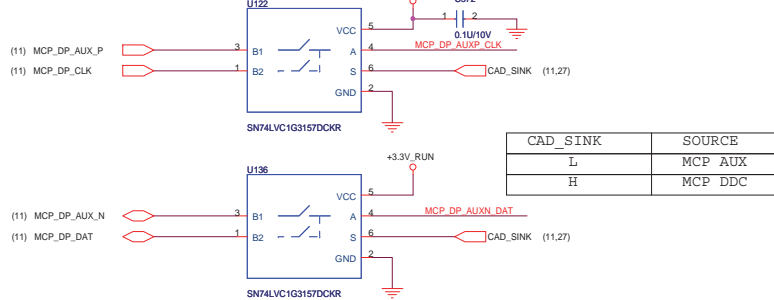 U122
1
2
0.1U/10V
VCC
5
(11) MCP_DP_AUX_P
3
B1
A
4
MCP_DP_AUXP_CLK
(11) MCP_DP_CLK
1
B2
S
6
CAD_SINK (11,27)
GND
2
SN74LVC1G3157DCKR
CAD_SINK SOURCE
L MCP AUX
H MCP DDC
+3.3V_RUN
U136
VCC
5
(11) MCP_DP_AUX_N
3
B1
A
4
MCP_DP_AUXN_DAT
(11) MCP_DP_DAT
1
B2
S
6
CAD_SINK (11,27)
GND
2
SN74LVC1G3157DCKR